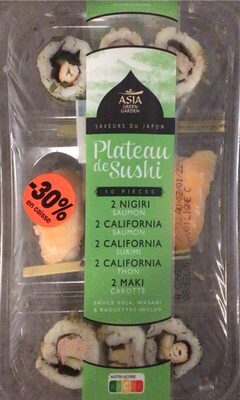 ASIA
GREEN
GARDEN
SAVEURS DU JAPON
Plateau
de Sushi
10 PIÈCES
2 NIGIRI
SAUMON
2 CALIFORNIA
SAUMON
2 CALIFORNIA
SURIMI
2 CALIFORNIA
THON
2 MAKI
CAROTTE
SAUCE SOJA, WASABI
& BAGUETTES INCLUS
-30%
en caisse
NUTRI-SCORE